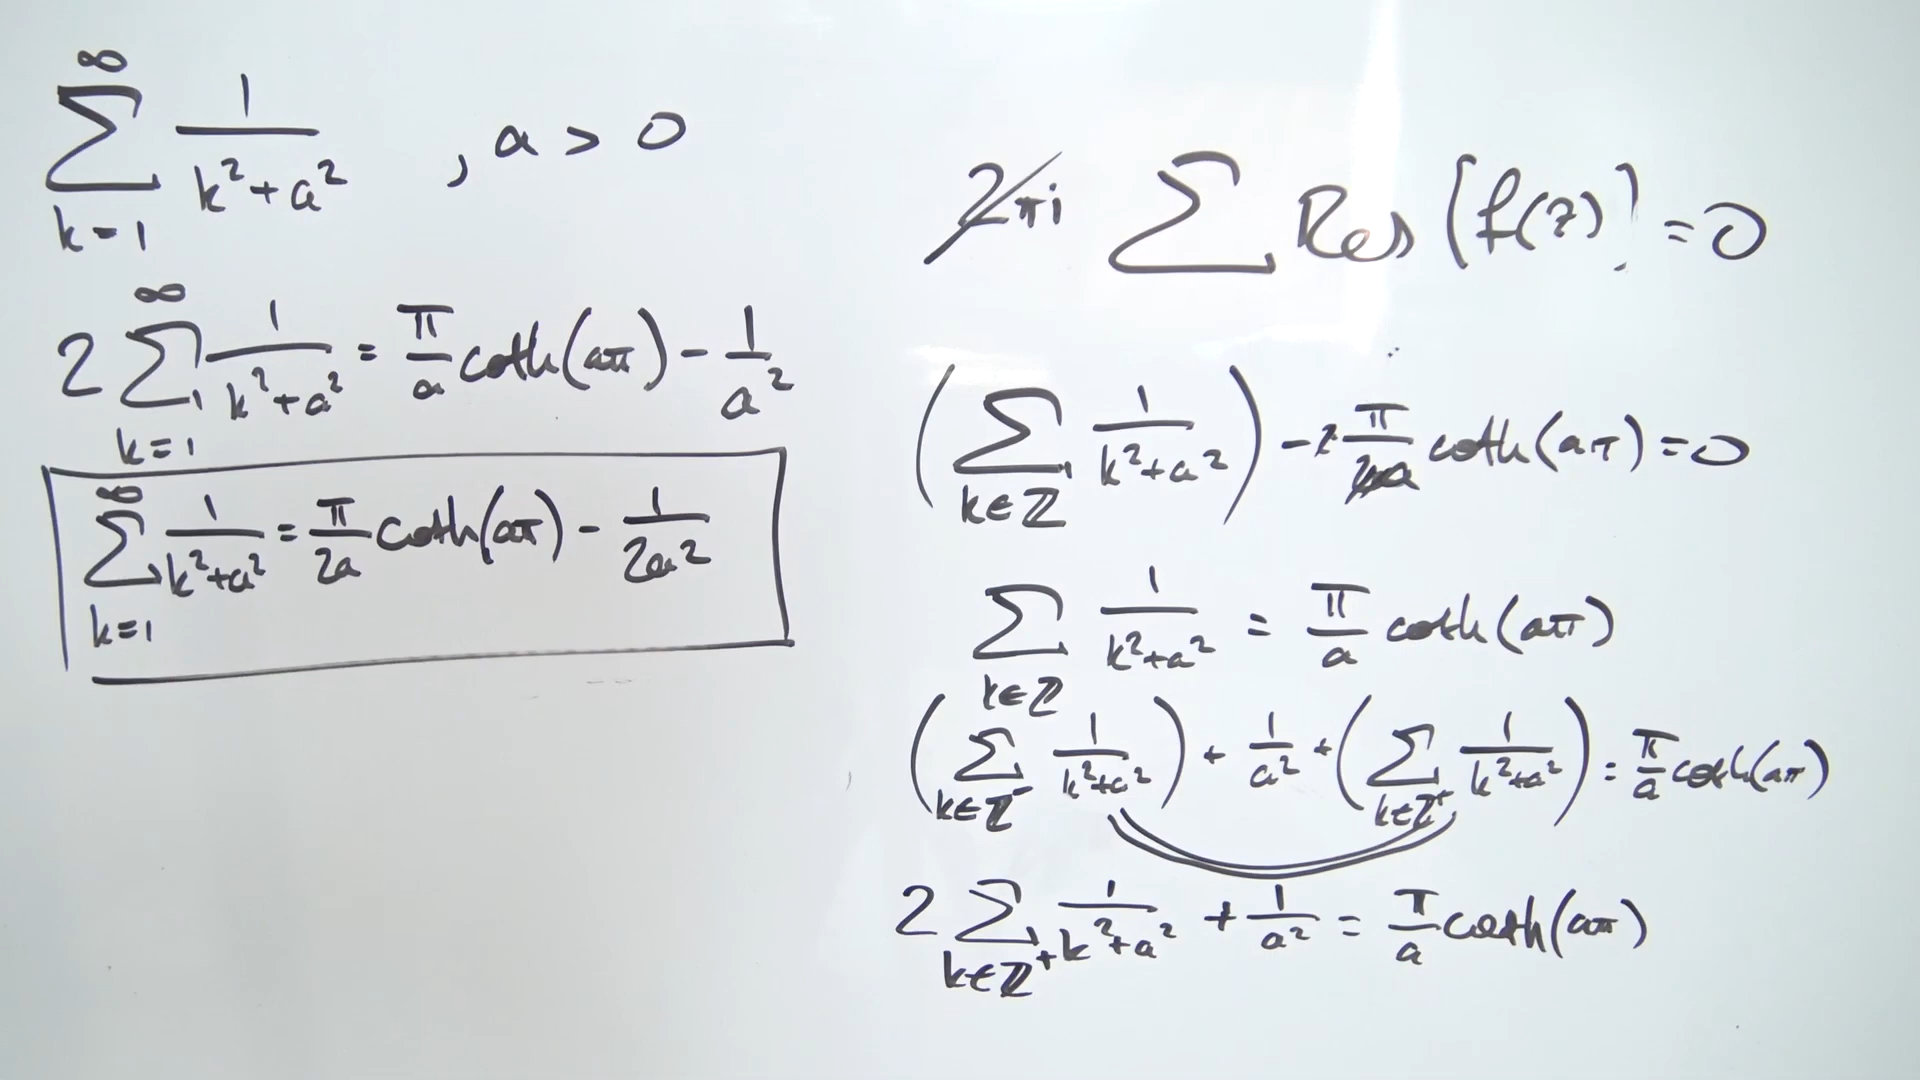 ∑_{k=1}^{∞} 1/(k²+a²) , a > 0
2 ∑_{k=1}^{∞} 1/(k²+a²) = π/a coth(aπ) - 1/a²
∑_{k=1}^{∞} 1/(k²+a²) = π/2a coth(aπ) - 1/2a²
2πi ∑ Res(f(z)) = 0
(∑_{k∈ℤ} 1/(k²+a²)) - 2 π/2a coth(aπ) = 0
∑_{k∈ℤ} 1/(k²+a²) = π/a coth(aπ)
(∑_{k∈ℤ⁻} 1/(k²+a²)) + 1/a² + (∑_{k∈ℤ⁺} 1/(k²+a²)) = π/a coth(aπ)
2 ∑_{k∈ℤ⁺} 1/(k²+a²) + 1/a² = π/a coth(aπ)